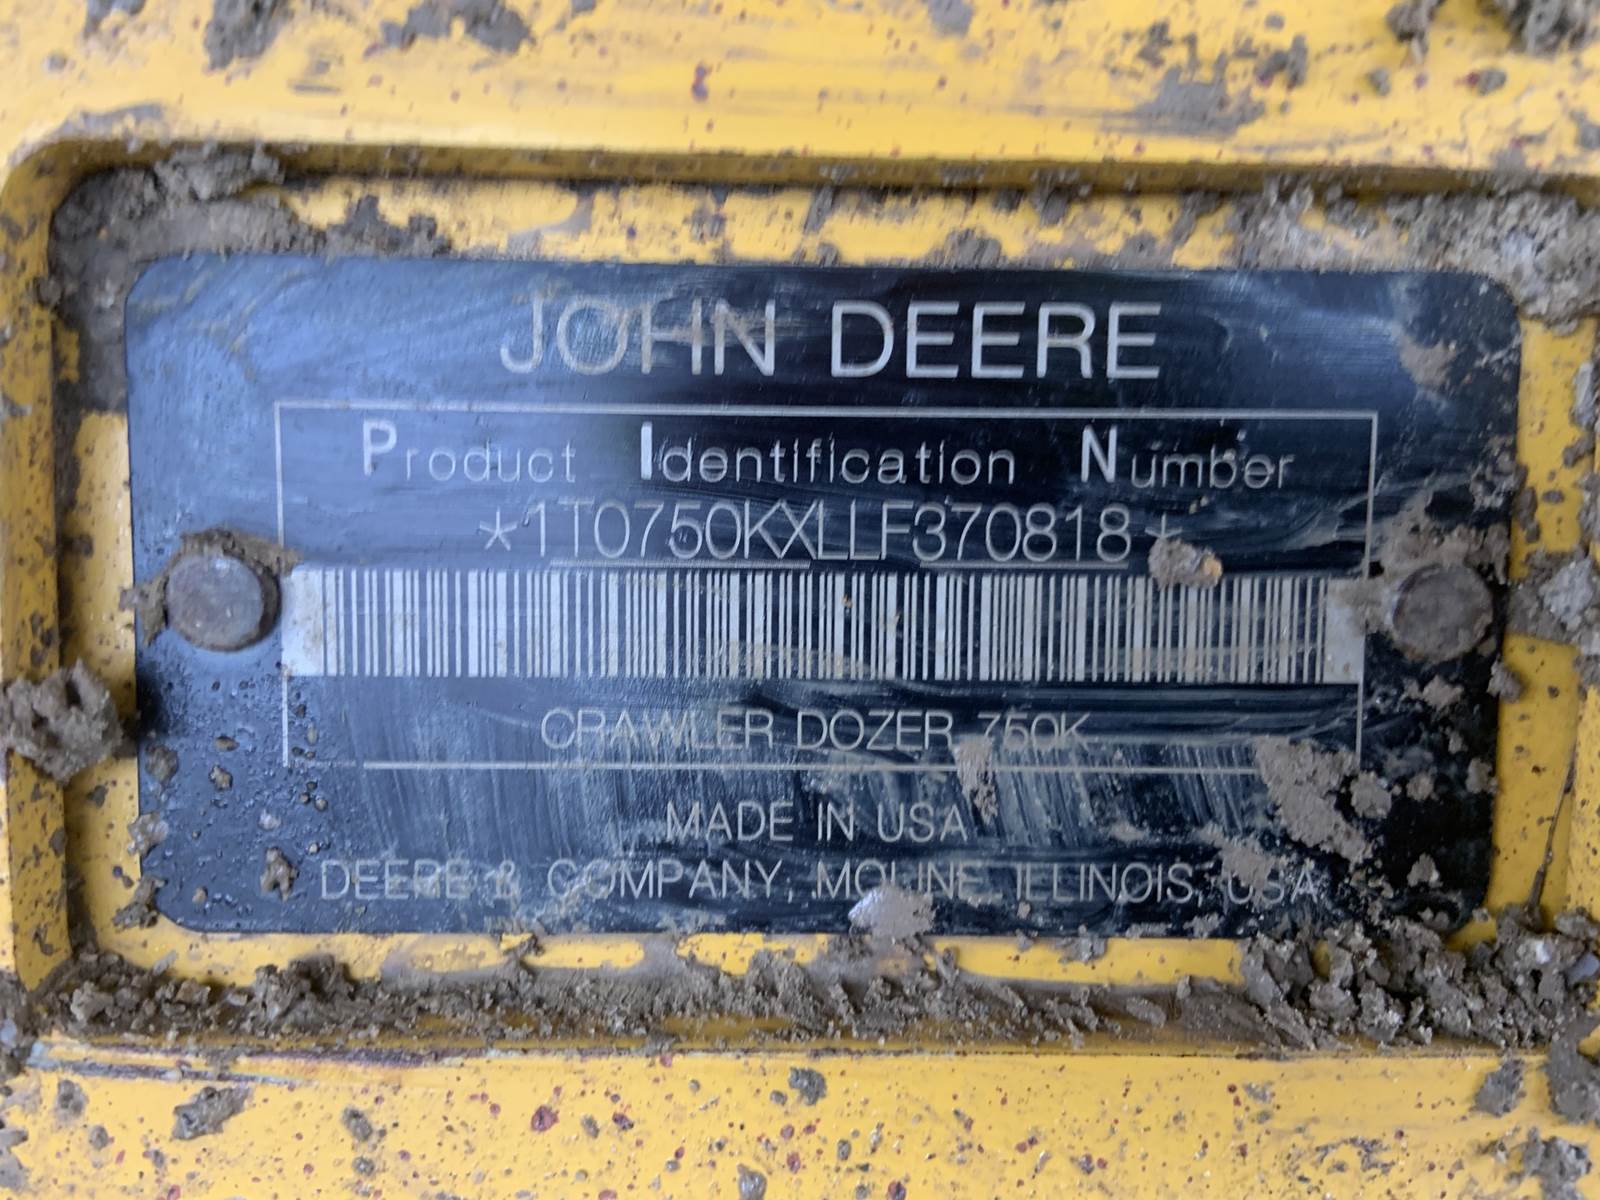 JOHN DEERE
Product Identification Number
*1T0750KXLLF370818*
CRAWLER DOZER 750K
MADE IN USA
DEERE & COMPANY, MOLINE, ILLINOIS, USA